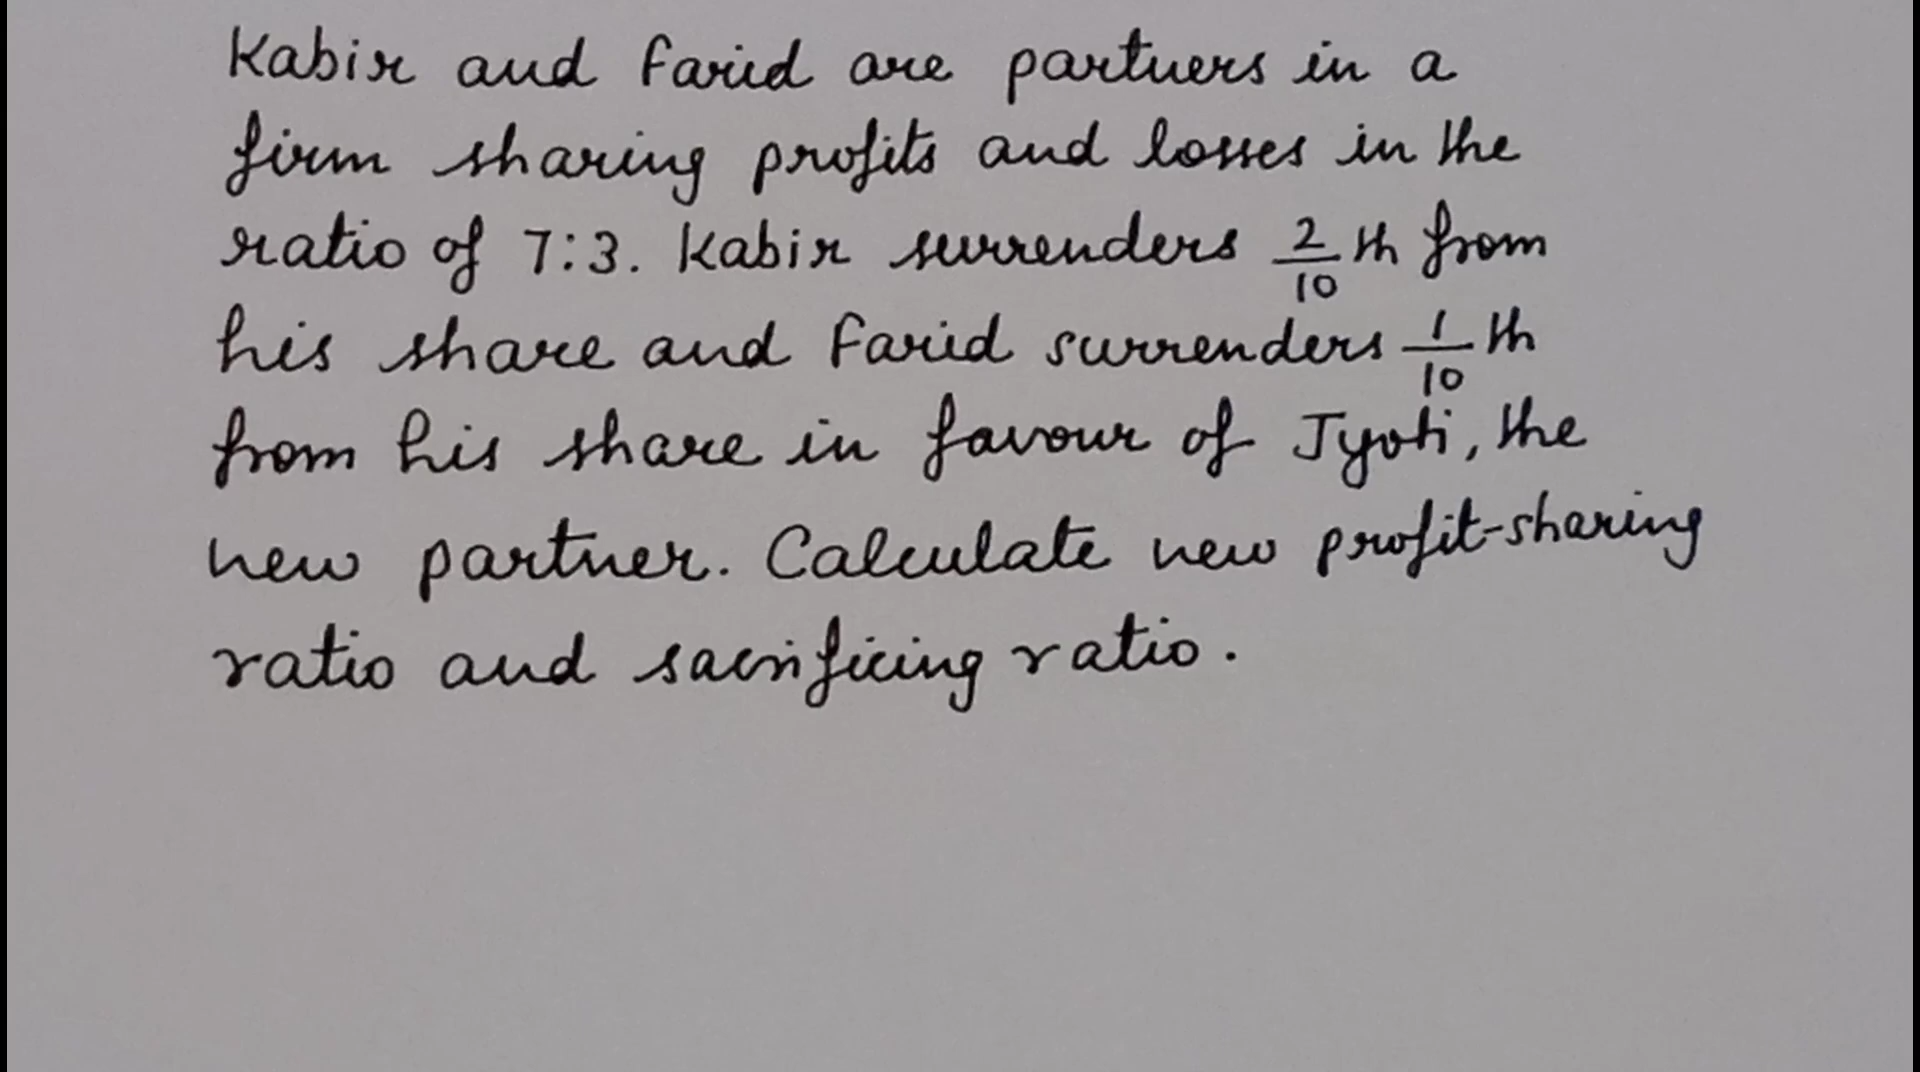 Kabir and Farid are partners in a
firm sharing profits and losses in the
ratio of 7:3. Kabir surrenders 2/10 th from
his share and Farid surrenders 1/10 th
from his share in favour of Jyoti, the
new partner. Calculate new profit-sharing
ratio and sacrificing ratio.